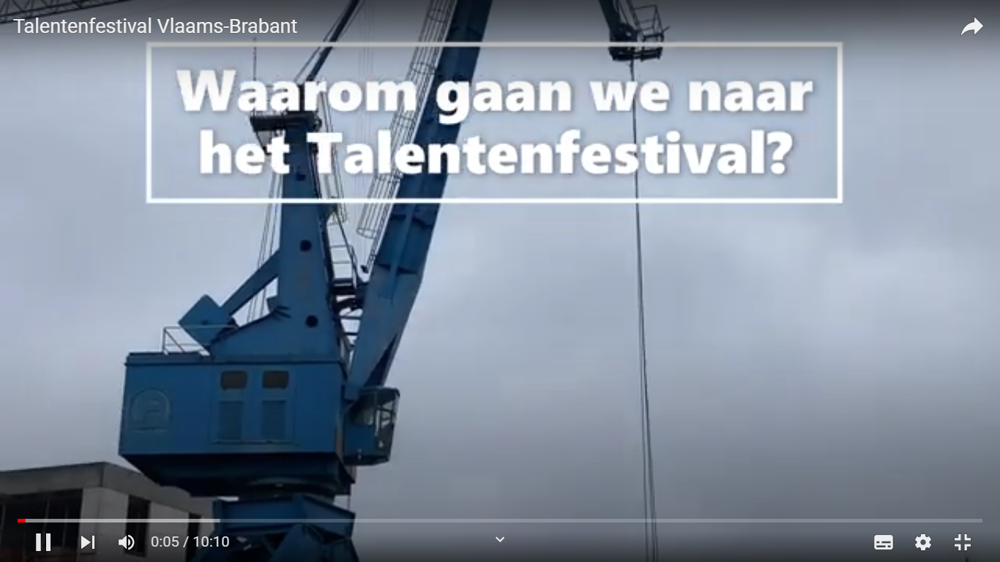 Talentenfestival Vlaams-Brabant
Waarom gaan we naar
het Talentenfestival?
0:05 / 10:10